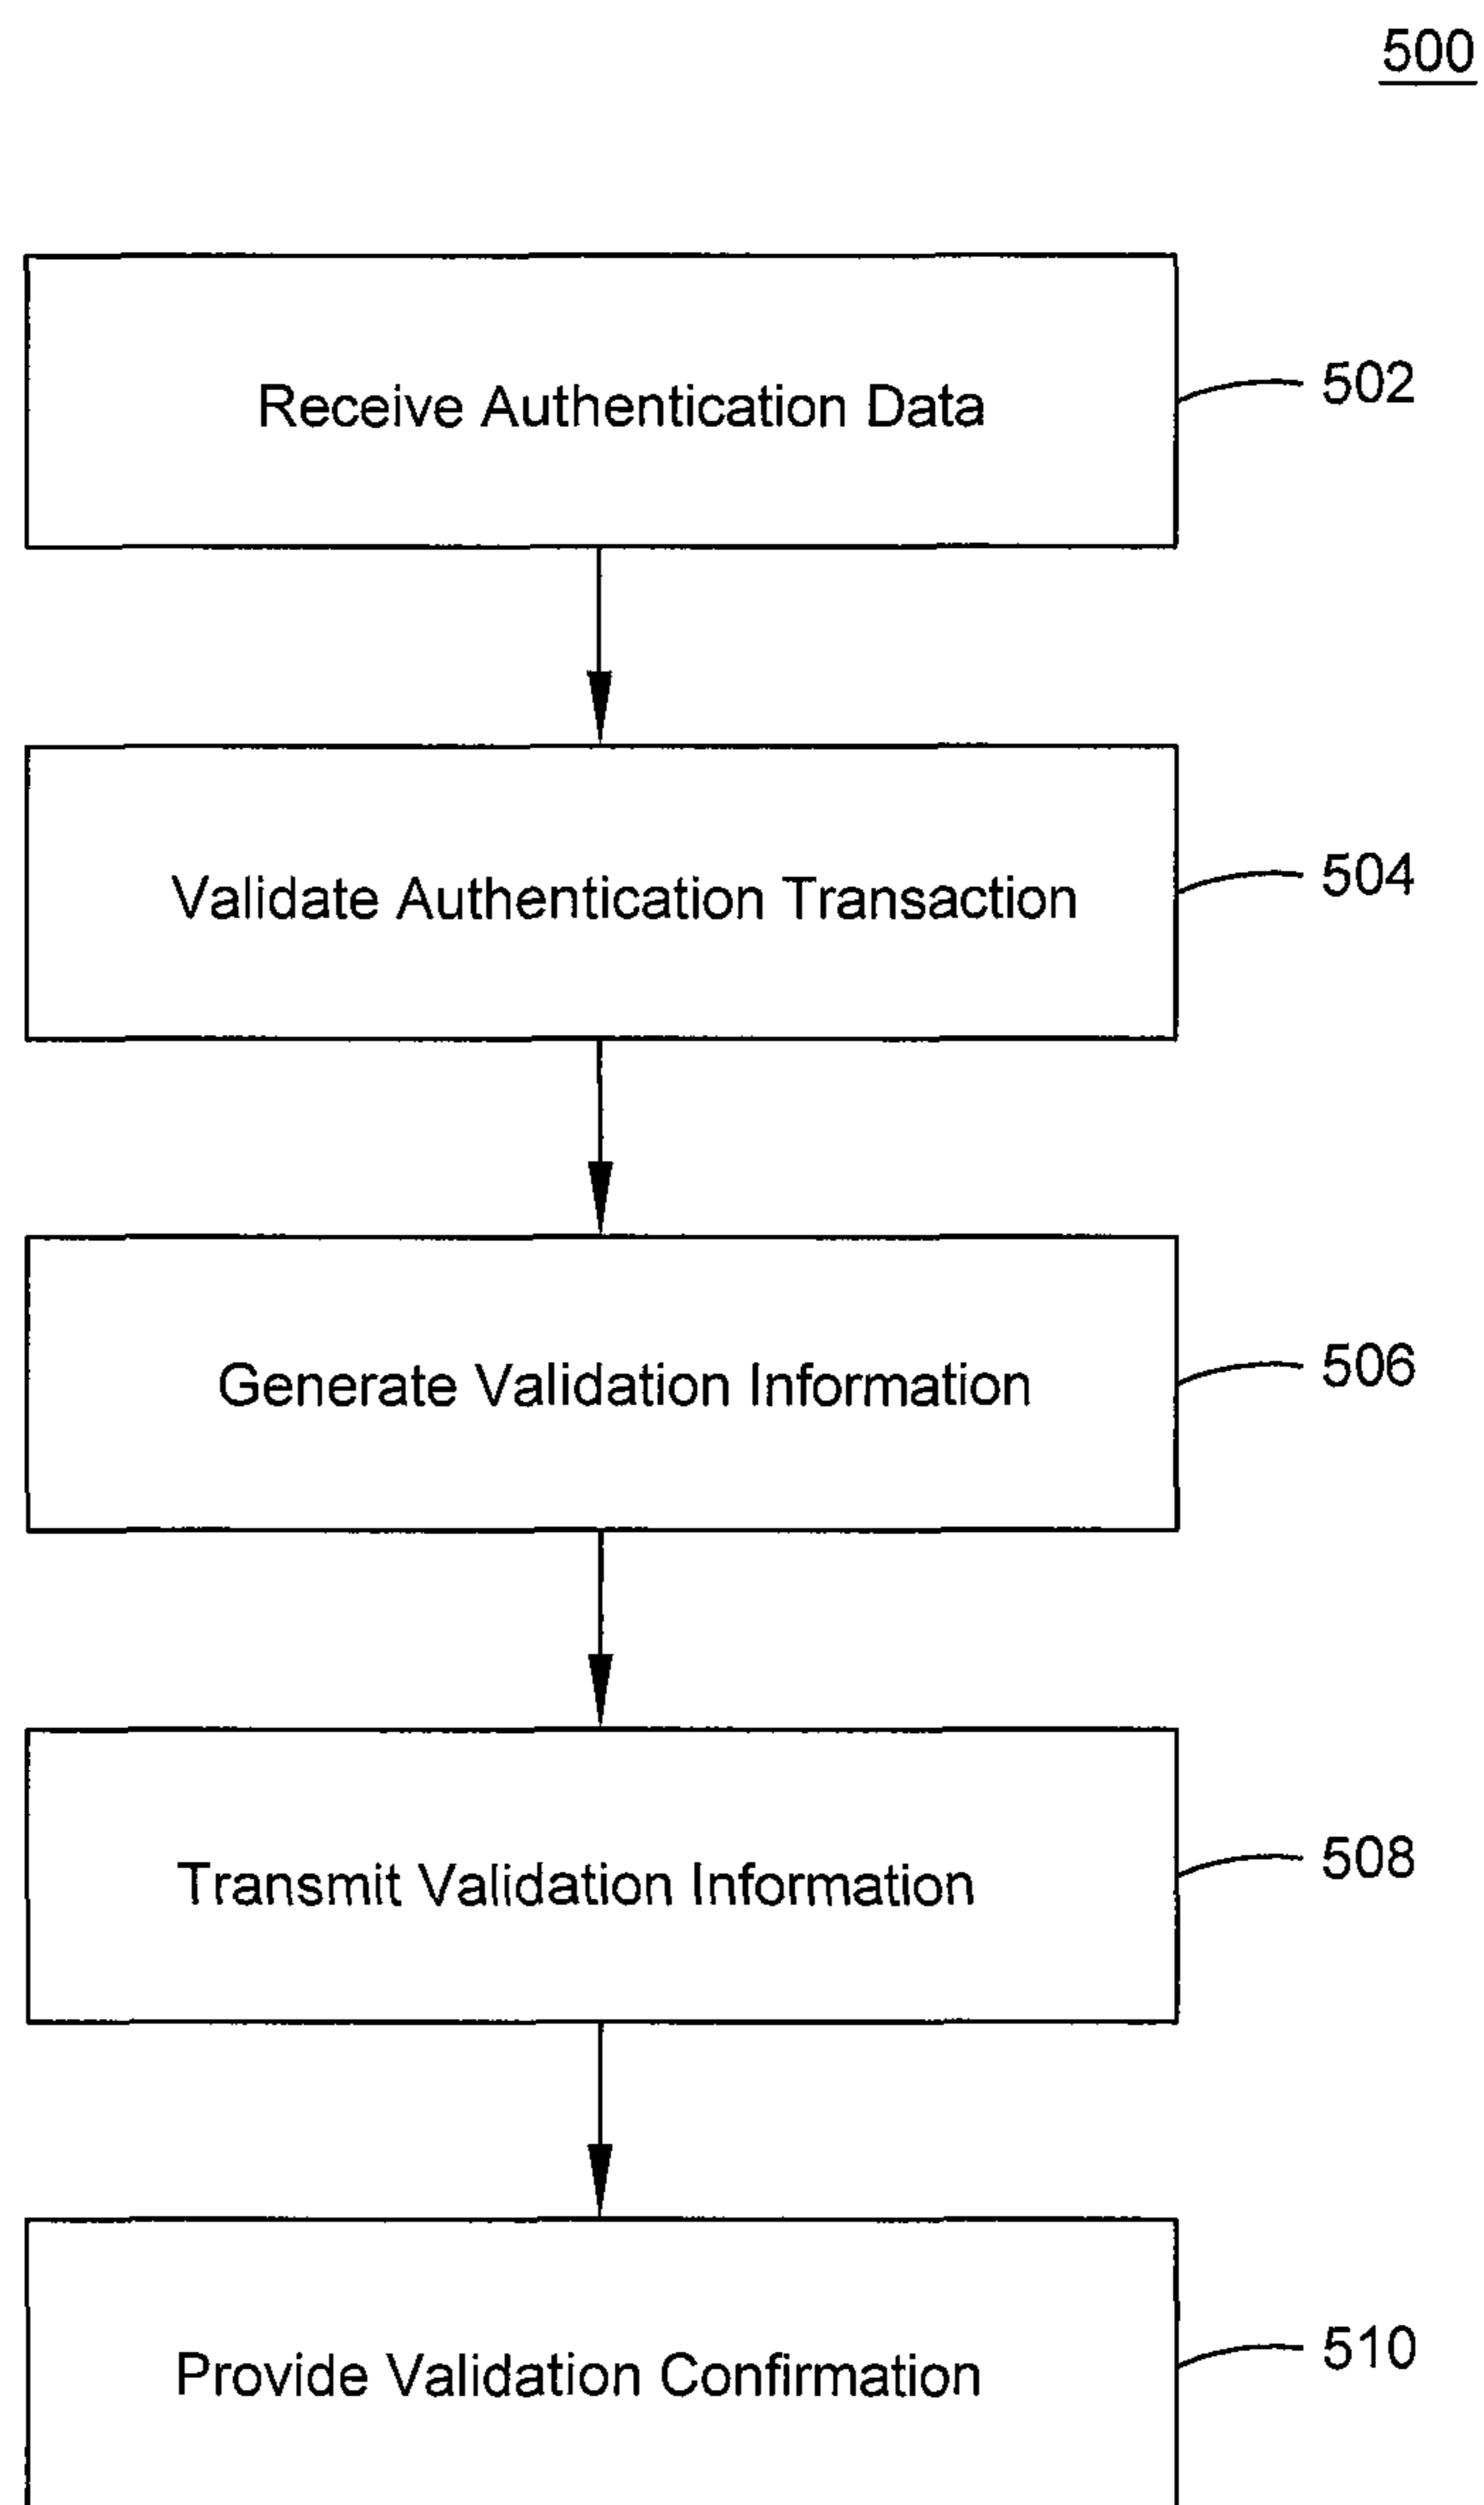 500
Receive Authentication Data
502
Validate Authentication Transaction
504
Generate Validation Information
506
Transmit Validation Information
508
Provide Validation Confirmation
510